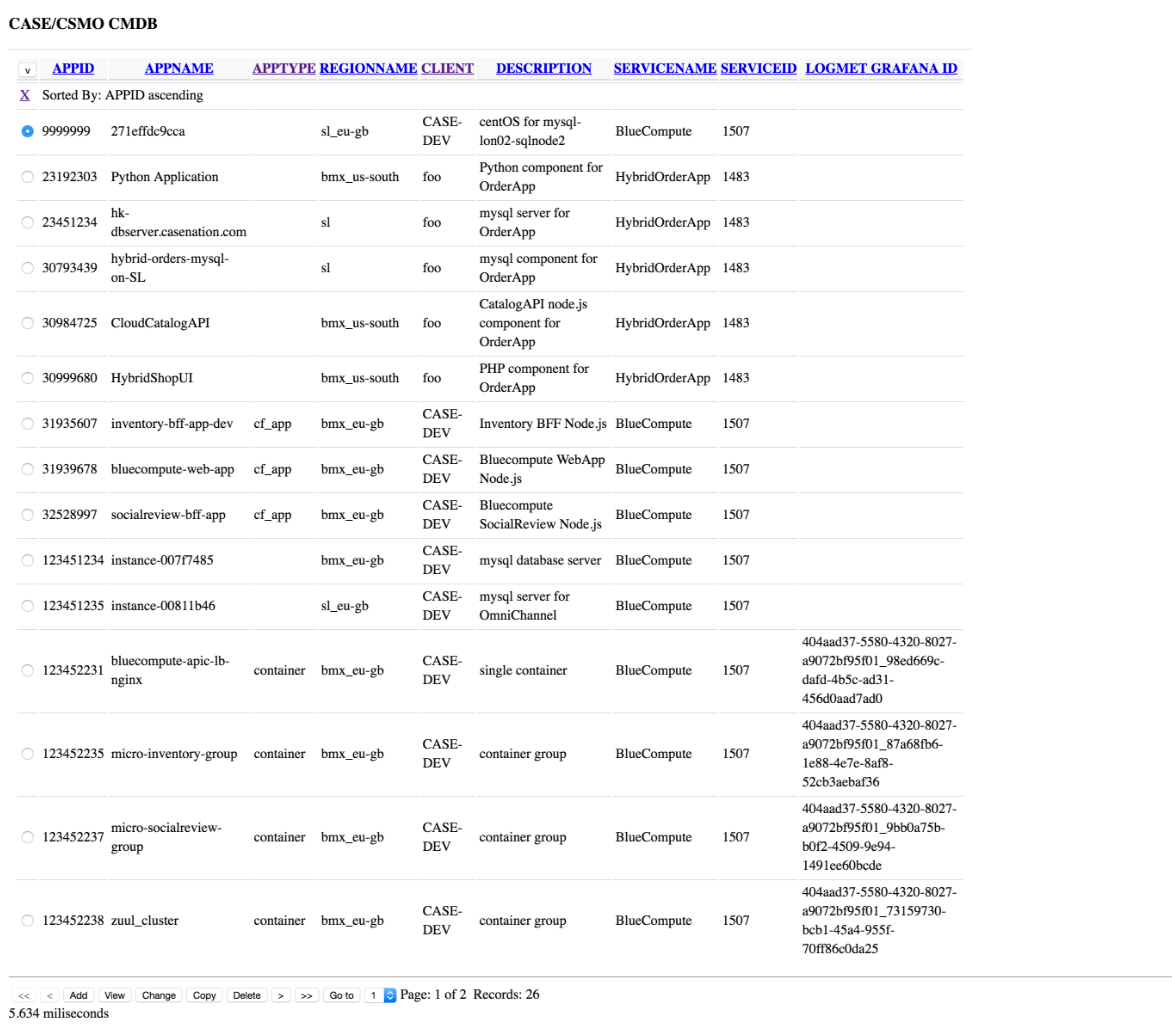 CASE/CSMO CMDB
v APPID APPNAME APPTYPE REGIONNAME CLIENT DESCRIPTION SERVICENAME SERVICEID LOGMET GRAFANA ID
X Sorted By: APPID ascending
9999999 271effdc9cca sl_eu-gb CASE-DEV centOS for mysql-lon02-sqlnode2 BlueCompute 1507
23192303 Python Application bmx_us-south foo Python component for OrderApp HybridOrderApp 1483
23451234 hk-dbserver.casenation.com sl foo mysql server for OrderApp HybridOrderApp 1483
30793439 hybrid-orders-mysql-on-SL sl foo mysql component for OrderApp HybridOrderApp 1483
30984725 CloudCatalogAPI bmx_us-south foo CatalogAPI node.js component for OrderApp HybridOrderApp 1483
30999680 HybridShopUI bmx_us-south foo PHP component for OrderApp HybridOrderApp 1483
31935607 inventory-bff-app-dev cf_app bmx_eu-gb CASE-DEV Inventory BFF Node.js BlueCompute 1507
31939678 bluecompute-web-app cf_app bmx_eu-gb CASE-DEV Bluecompute WebApp Node.js BlueCompute 1507
32528997 socialreview-bff-app cf_app bmx_eu-gb CASE-DEV Bluecompute SocialReview Node.js BlueCompute 1507
123451234 instance-007f7485 bmx_eu-gb CASE-DEV mysql database server BlueCompute 1507
123451235 instance-00811b46 sl_eu-gb CASE-DEV mysql server for OmniChannel BlueCompute 1507
123452231 bluecompute-apic-lb-nginx container bmx_eu-gb CASE-DEV single container BlueCompute 1507 404aad37-5580-4320-8027-a9072bf95f01_98ed669c-dafd-4b5c-ad31-456d0aad7ad0
123452235 micro-inventory-group container bmx_eu-gb CASE-DEV container group BlueCompute 1507 404aad37-5580-4320-8027-a9072bf95f01_87a68fb6-1e88-4e7e-8af8-52cb3aebaf36
123452237 micro-socialreview-group container bmx_eu-gb CASE-DEV container group BlueCompute 1507 404aad37-5580-4320-8027-a9072bf95f01_9bb0a75b-b0f2-4509-9e94-1491ee60bcde
123452238 zuul_cluster container bmx_eu-gb CASE-DEV container group BlueCompute 1507 404aad37-5580-4320-8027-a9072bf95f01_73159730-bcb1-45a4-955f-70ff86c0da25
<< < Add View Change Copy Delete > >> Go to 1 Page: 1 of 2 Records: 26
5.634 miliseconds